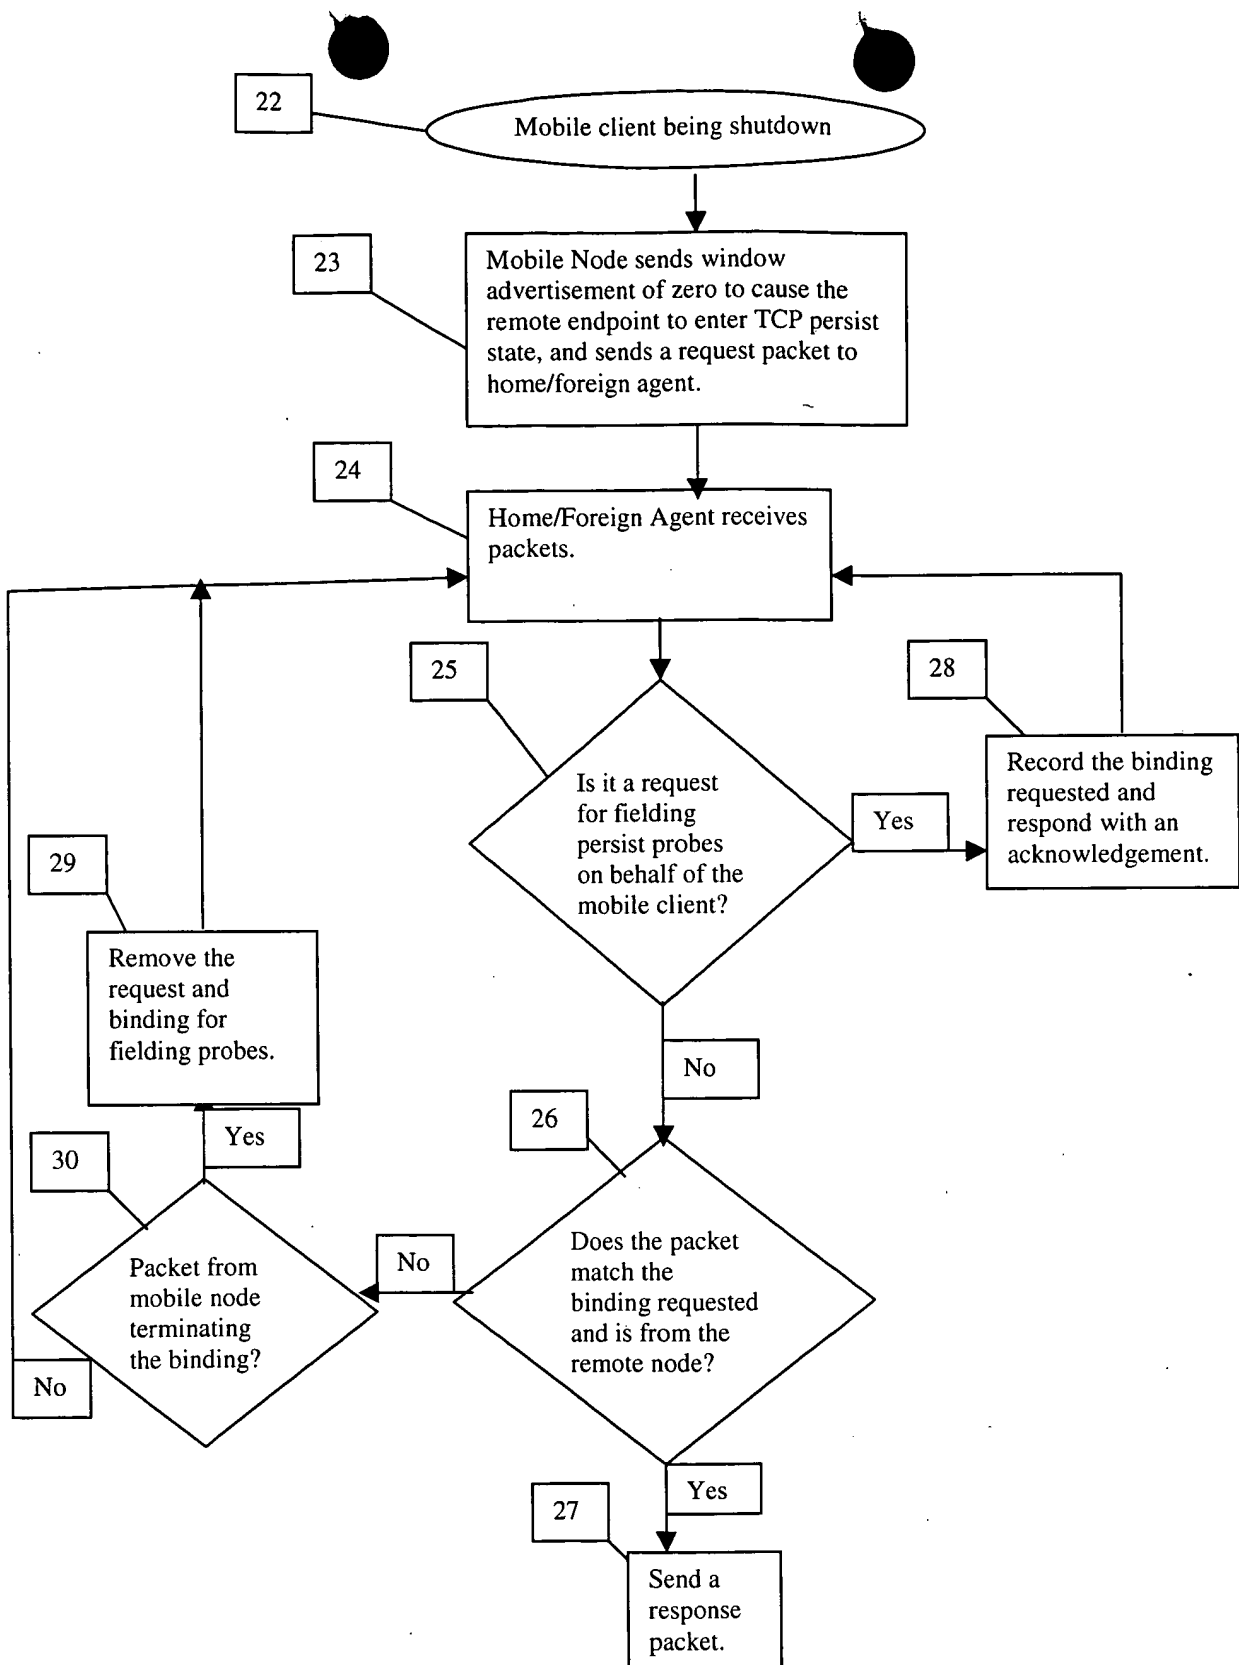 22
Mobile client being shutdown
23
Mobile Node sends window
advertisement of zero to cause the
remote endpoint to enter TCP persist
state, and sends a request packet to
home/foreign agent.
24
Home/Foreign Agent receives
packets.
25
Is it a request
for fielding
persist probes
on behalf of the
mobile client?
Yes
28
Record the binding
requested and
respond with an
acknowledgement.
29
Remove the
request and
binding for
fielding probes.
No
26
Does the packet
match the
binding requested
and is from the
remote node?
No
30
Yes
Packet from
mobile node
terminating
the binding?
No
Yes
27
Send a
response
packet.